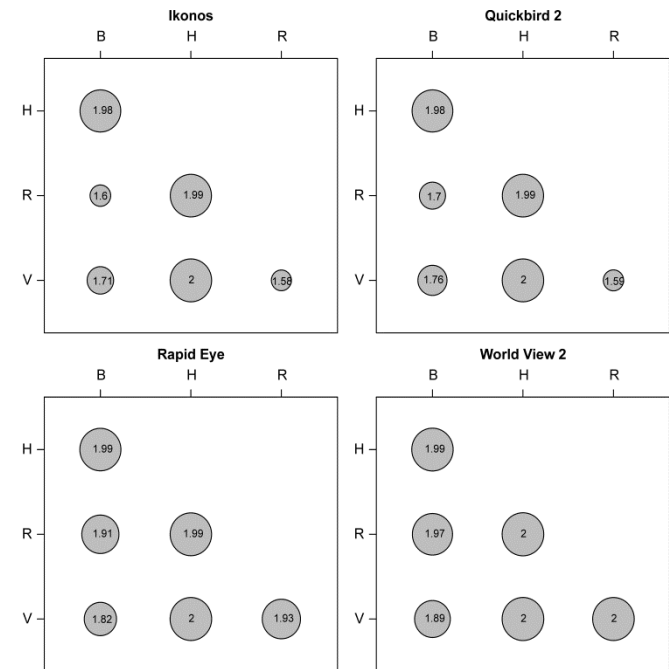 Ikonos Quickbird 2
B H R B H R
H 1.98 H 1.98
R 1.6 1.99 R 1.7 1.99
V 1.71 2 1.58 V 1.76 2 1.59
Rapid Eye World View 2
B H R B H R
H 1.99 H 1.99
R 1.91 1.99 R 1.97 2
V 1.82 2 1.93 V 1.89 2 2